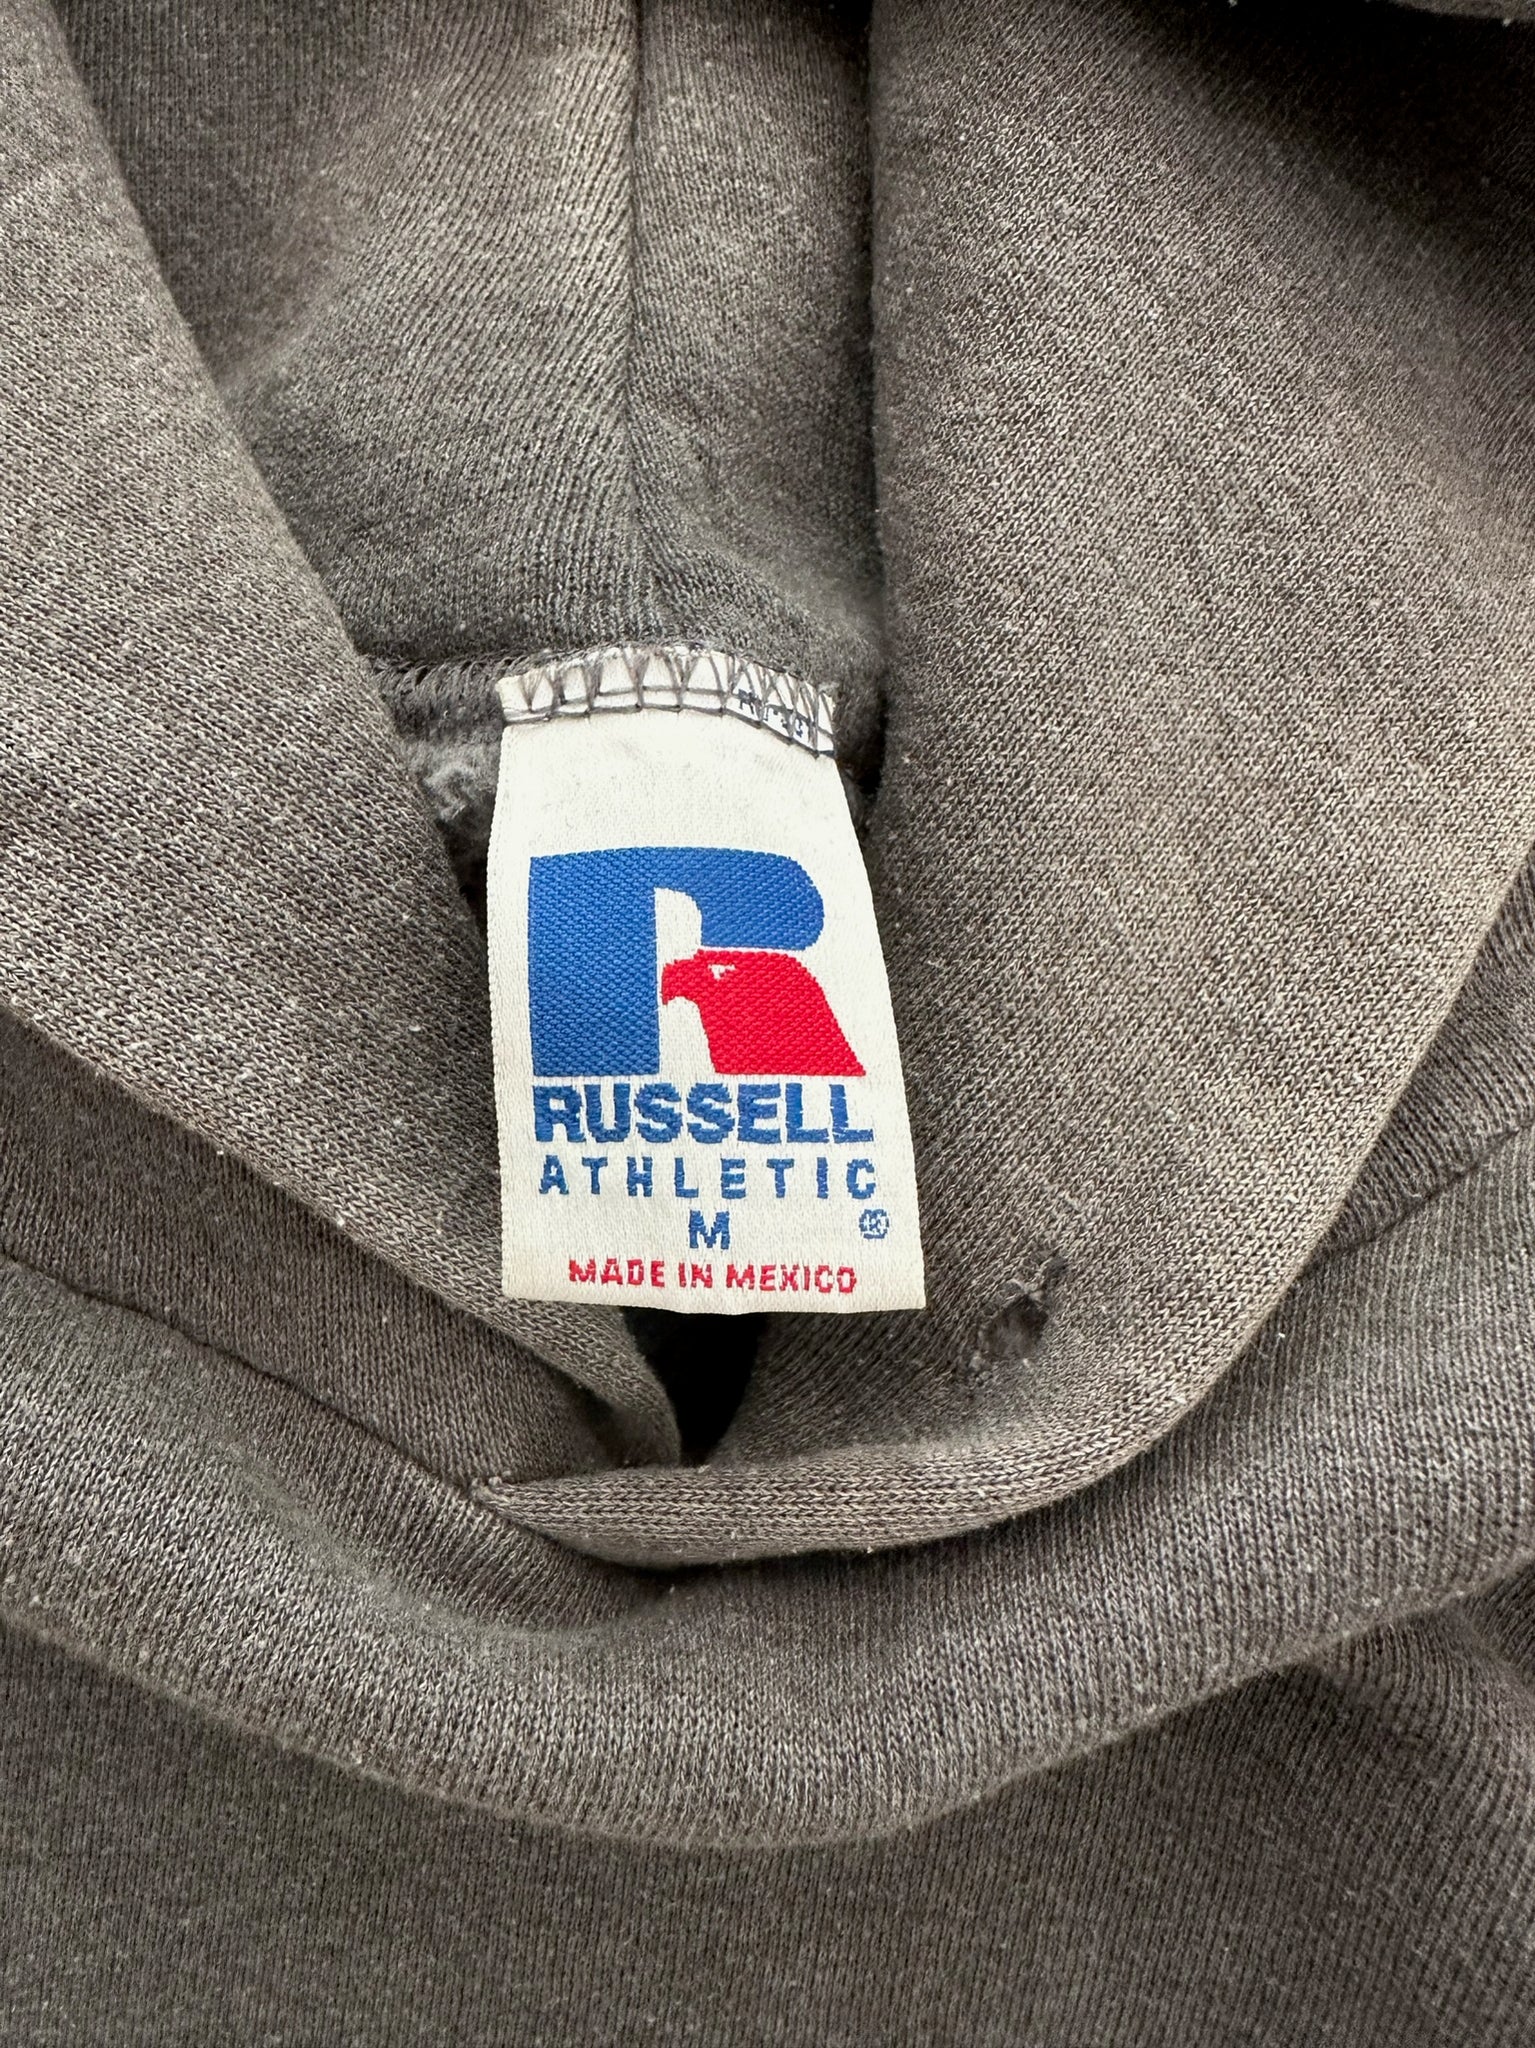 RUSSELL
ATHLETIC
M ®
MADE IN MEXICO